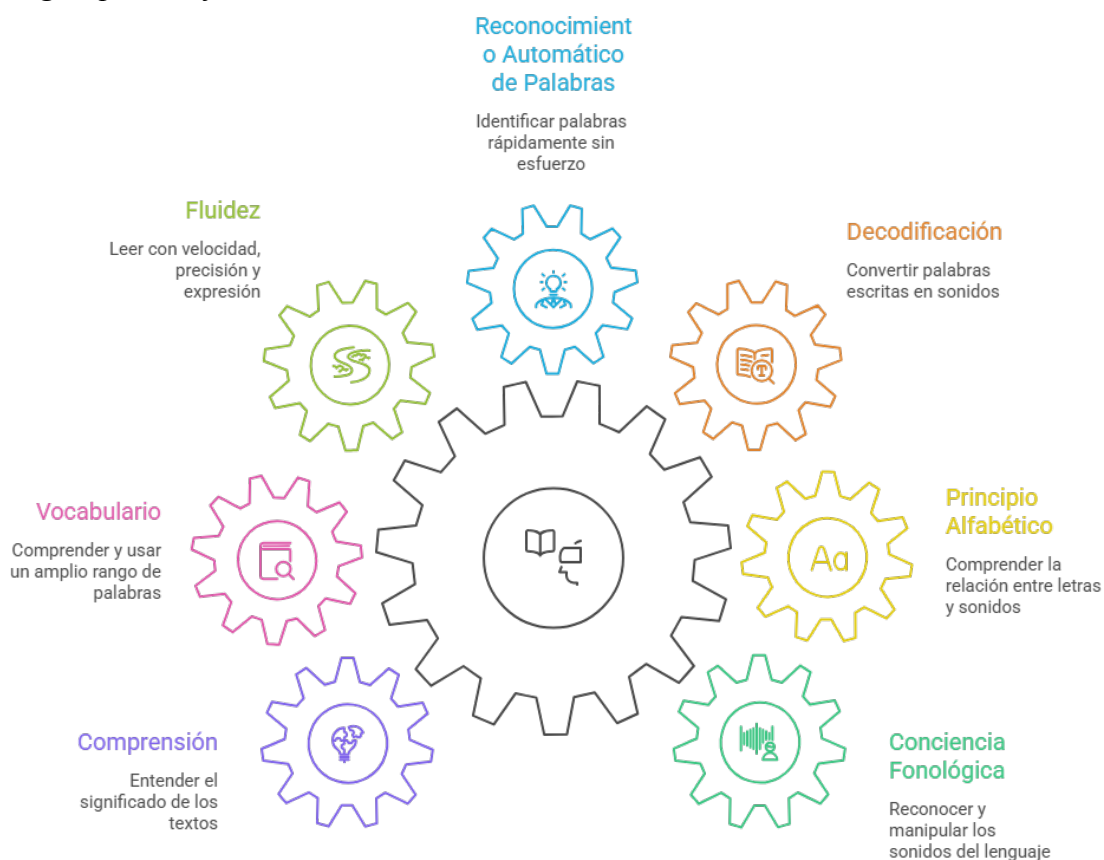 Reconocimient
o Automático
de Palabras
Identificar palabras
rápidamente sin
esfuerzo
Fluidez
Leer con velocidad,
precisión y
expresión
Decodificación
Convertir palabras
escritas en sonidos
Vocabulario
Comprender y usar
un amplio rango de
palabras
Principio
Alfabético
Comprender la
relación entre letras
y sonidos
Aa
Comprensión
Entender el
significado de los
textos
Conciencia
Fonológica
Reconocer y
manipular los
sonidos del lenguaje